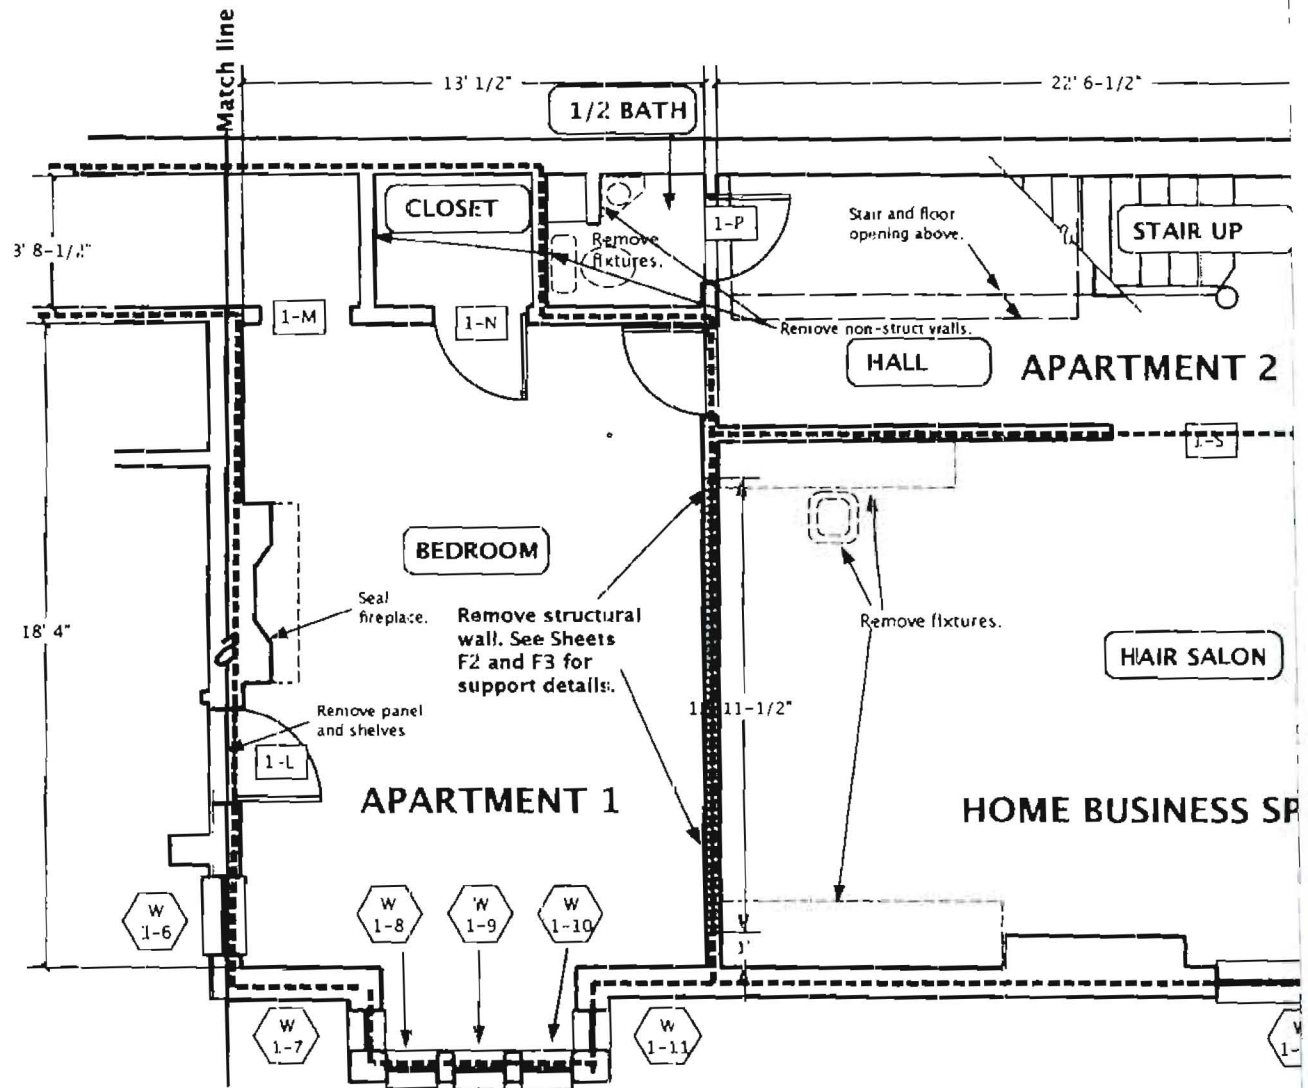 Match line
13' 1/2"
22' 6-1/2"
1/2 BATH
CLOSET
1-P
Stair and floor
opening above.
STAIR UP
Remove
fixtures.
1-M
1-N
Remove non-struct walls.
HALL
APARTMENT 2
1-S
BEDROOM
Seal
fireplace.
Remove structural
wall. See Sheets
F2 and F3 for
support details.
Remove fixtures.
18' 4"
HAIR SALON
Remove panel
and shelves
1-L
APARTMENT 1
HOME BUSINESS
W
1-6
W
1-8
W
1-9
W
1-10
W
1-7
W
1-11